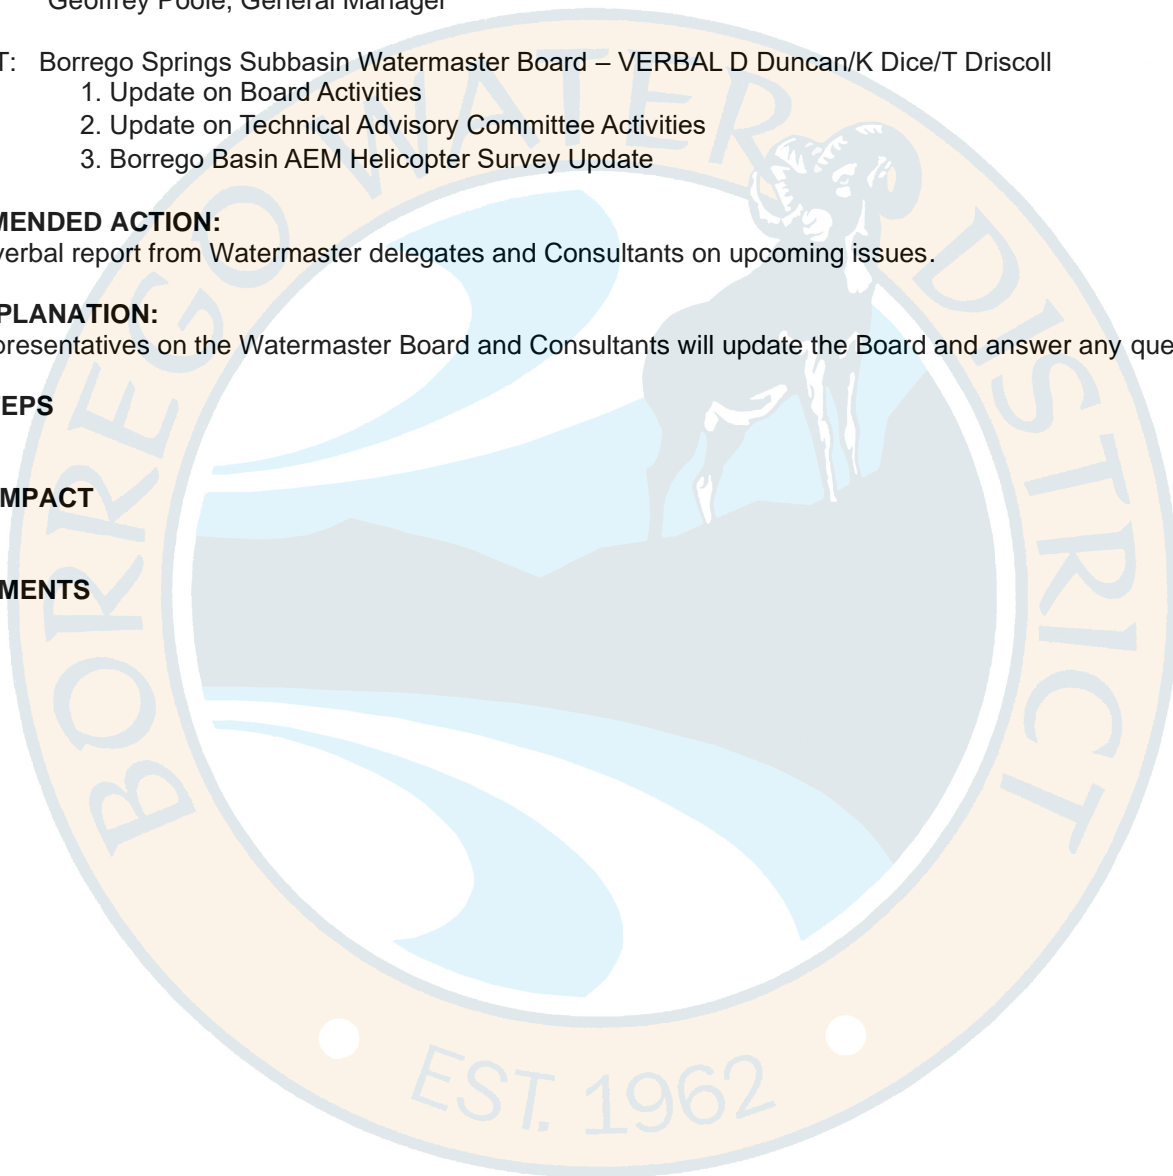 Geoffrey Poole, General Manager
T: Borrego Springs Subbasin Watermaster Board – VERBAL D Duncan/K Dice/T Driscoll
1. Update on Board Activities
2. Update on Technical Advisory Committee Activities
3. Borrego Basin AEM Helicopter Survey Update
MENDED ACTION:
verbal report from Watermaster delegates and Consultants on upcoming issues.
PLANATION:
presentatives on the Watermaster Board and Consultants will update the Board and answer any que
EPS
MPACT
MENTS
BORREGO WATER DISTRICT
EST. 1962